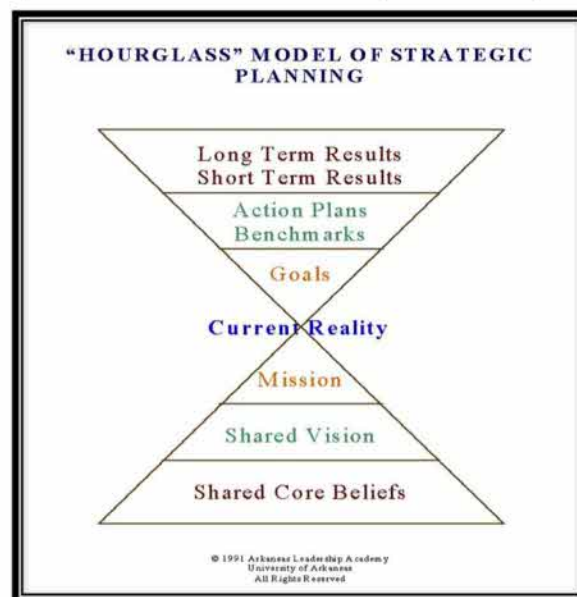 “HOURGLASS” MODEL OF STRATEGIC
PLANNING
Long Term Results
Short Term Results
Action Plans
Benchmarks
Goals
Current Reality
Mission
Shared Vision
Shared Core Beliefs
© 1991 Arkansas Leadership Academy
University of Arkansas
All Rights Reserved